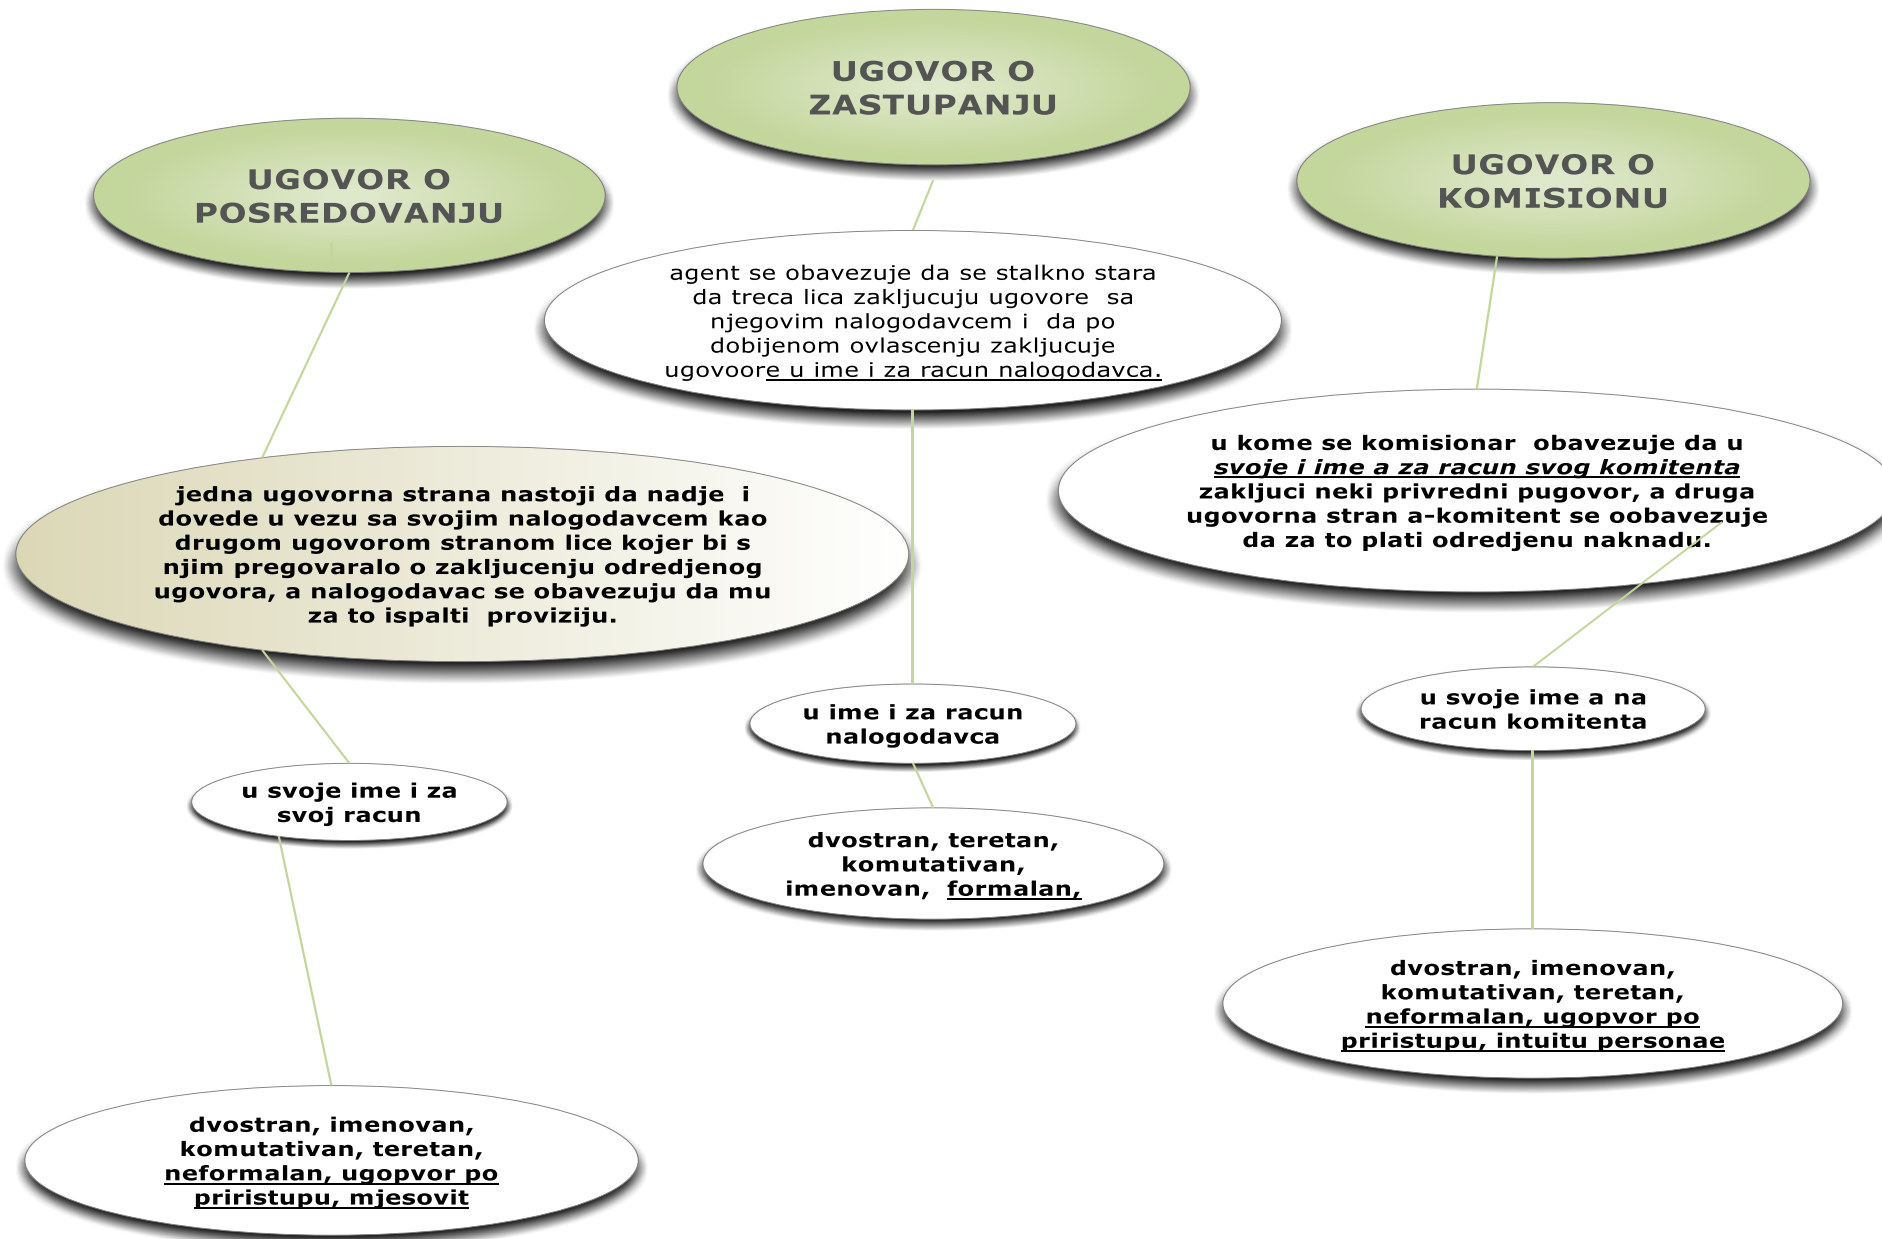 UGOVOR O
POSREDOVANJU
jedna ugovorna strana nastoji da nadje i
dovede u vezu sa svojim nalogodavcem kao
drugom ugovorom stranom lice kojer bi s
njim pregovaralo o zakljucenju odredjenog
ugovora, a nalogodavac se obavezuju da mu
za to ispalti proviziju.
u svoje ime i za
svoj racun
dvostran, imenovan,
komutativan, teretan,
neformalan, ugopvor po
priristupu, mjesovit
UGOVOR O
ZASTUPANJU
agent se obavezuje da se stalkno stara
da treca lica zakljucuju ugovore sa
njegovim nalogodavcem i da po
dobijenom ovlascenju zakljucuje
ugovoore u ime i za racun nalogodavca.
u ime i za racun
nalogodavca
dvostran, teretan,
komutativan,
imenovan, formalan,
UGOVOR O
KOMISIONU
u kome se komisionar obavezuje da u
svoje i ime a za racun svog komitenta
zakljuci neki privredni pugovor, a druga
ugovorna stran a-komitent se oobavezuje
da za to plati odredjenu naknadu.
u svoje ime a na
racun komitenta
dvostran, imenovan,
komutativan, teretan,
neformalan, ugopvor po
priristupu, intuitu personae